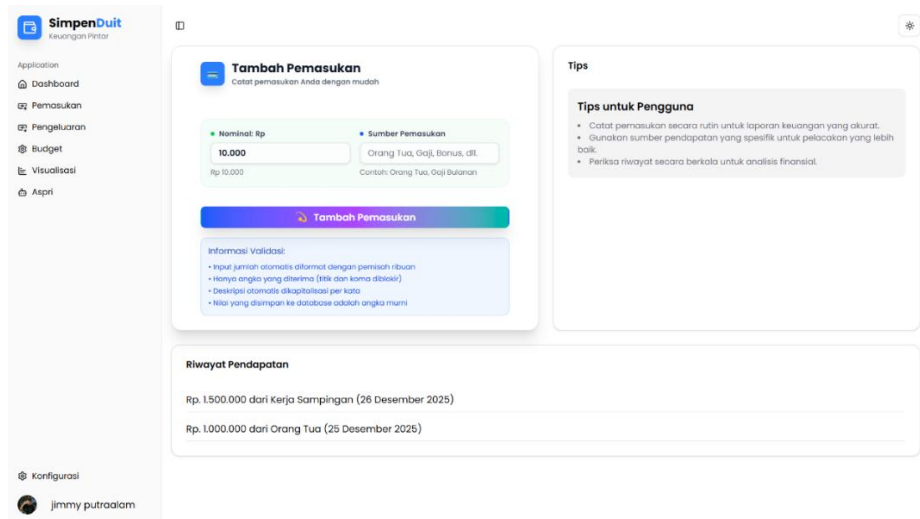 SimpenDuit
Keuangan Pintar
Application
Dashboard
Pemasukan
Pengeluaran
Budget
Visualisasi
Aspri
Konfigurasi
jimmy putraalam
Tambah Pemasukan
Catat pemasukan Anda dengan mudah
Nominal: Rp
10.000
Rp 10.000
Sumber Pemasukan
Orang Tua, Gaji, Bonus, dll.
Contoh: Orang Tua, Gaji Bulanan
Tambah Pemasukan
Informasi Validasi:
• Input jumlah otomatis diformat dengan pemisah ribuan
• Hanya angka yang diterima (titik dan koma diblokir)
• Deskripsi otomatis dikapitalisasi per kata
• Nilai yang disimpan ke database adalah angka murni
Tips
Tips untuk Pengguna
• Catat pemasukan secara rutin untuk laporan keuangan yang akurat.
• Gunakan sumber pendapatan yang spesifik untuk pelacakan yang lebih
baik.
• Periksa riwayat secara berkala untuk analisis finansial.
Riwayat Pendapatan
Rp. 1.500.000 dari Kerja Sampingan (26 Desember 2025)
Rp. 1.000.000 dari Orang Tua (25 Desember 2025)